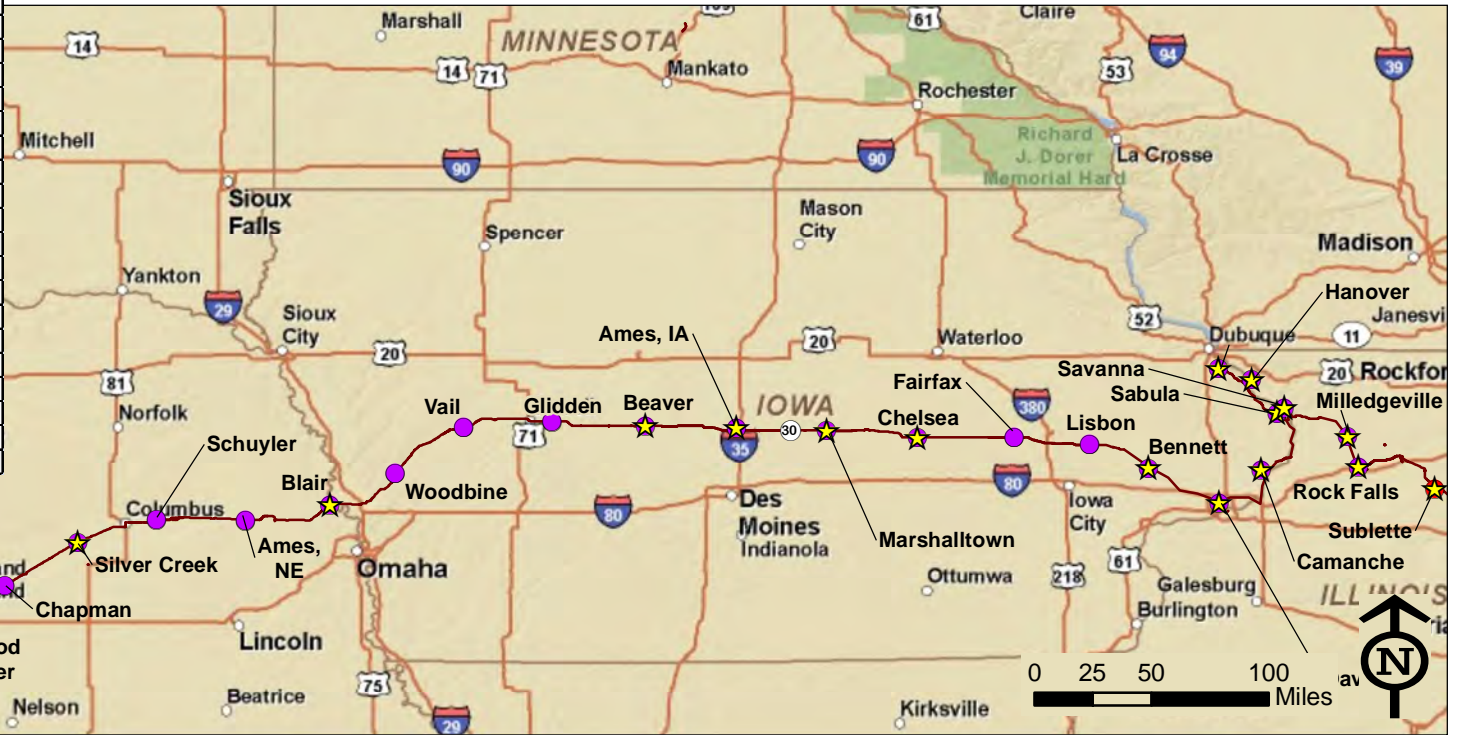 Marshall
61
Claire
14
MINNESOTA
94
14
71
Mankato
53
39
Rochester
Mitchell
90
90
Richard
J. Dorer
Memorial Hard
La Crosse
Sioux
Falls
Mason
City
Spencer
Madison
Yankton
29
Hanover
Sioux
City
52
Janesvi
Ames, IA
20
20
Waterloo
Dubuque
11
Savanna
81
Fairfax
20
Rockfor
Sabula
380
Milledgeville
Norfolk
Vail
Glidden
Beaver
IOWA
Chelsea
Lisbon
71
30
Schuyler
35
Bennett
Blair
80
Woodbine
Rock Falls
Columbus
80
Des
Moines
Iowa
City
Sublette
Ames,
NE
Indianola
Marshalltown
Silver Creek
Camanche
Omaha
61
Ottumwa
218
Galesburg
Chapman
Burlington
Lincoln
N
0 25 50 100
Miles
75
Beatrice
Nelson
29
Kirksville